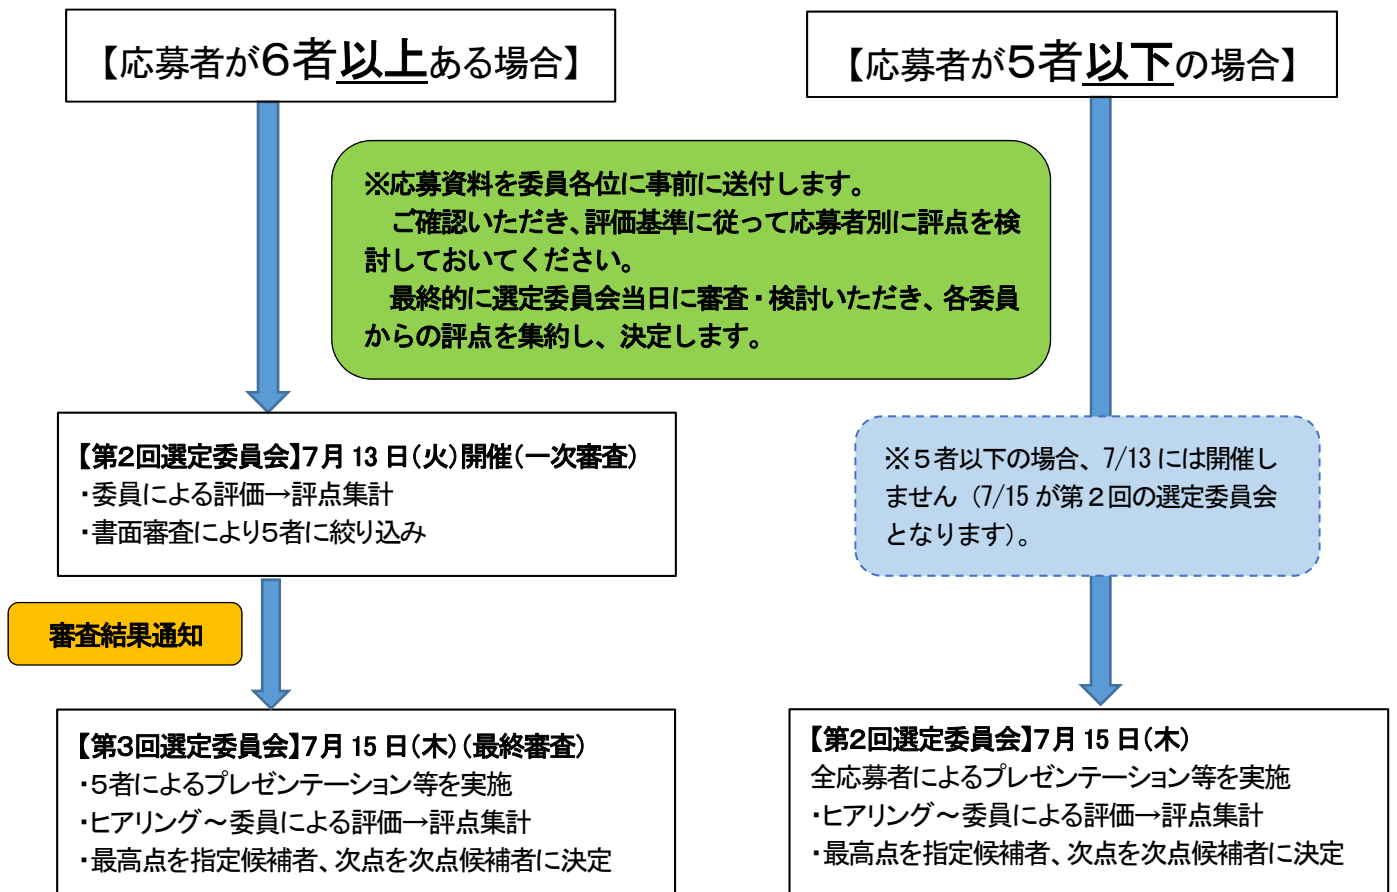 【応募者が6者以上ある場合】
【応募者が5者以下の場合】
※応募資料を委員各位に事前に送付します。
ご確認いただき、評価基準に従って応募者別に評点を検
討しておいてください。
最終的に選定委員会当日に審査・検討いただき、各委員
からの評点を集約し、決定します。
【第2回選定委員会】7月13日(火)開催(一次審査)
・委員による評価→評点集計
・書面審査により5者に絞り込み
※5者以下の場合、7/13には開催し
ません（7/15が第2回の選定委員会
となります）。
審査結果通知
【第3回選定委員会】7月15日(木)(最終審査)
・5者によるプレゼンテーション等を実施
・ヒアリング～委員による評価→評点集計
・最高点を指定候補者、次点を次点候補者に決定
【第2回選定委員会】7月15日(木)
全応募者によるプレゼンテーション等を実施
・ヒアリング～委員による評価→評点集計
・最高点を指定候補者、次点を次点候補者に決定